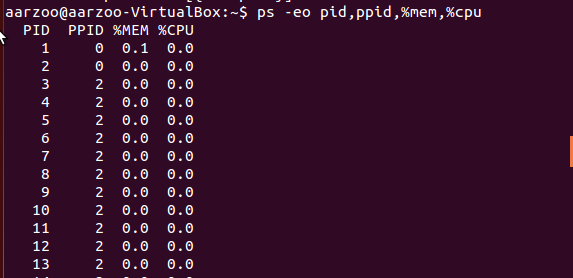 aarzoo@aarzoo-VirtualBox:~$ ps -eo pid,ppid,%mem,%cpu
PID PPID %MEM %CPU
1 0 0.1 0.0
2 0 0.0 0.0
3 2 0.0 0.0
4 2 0.0 0.0
5 2 0.0 0.0
6 2 0.0 0.0
7 2 0.0 0.0
8 2 0.0 0.0
9 2 0.0 0.0
10 2 0.0 0.0
11 2 0.0 0.0
12 2 0.0 0.0
13 2 0.0 0.0